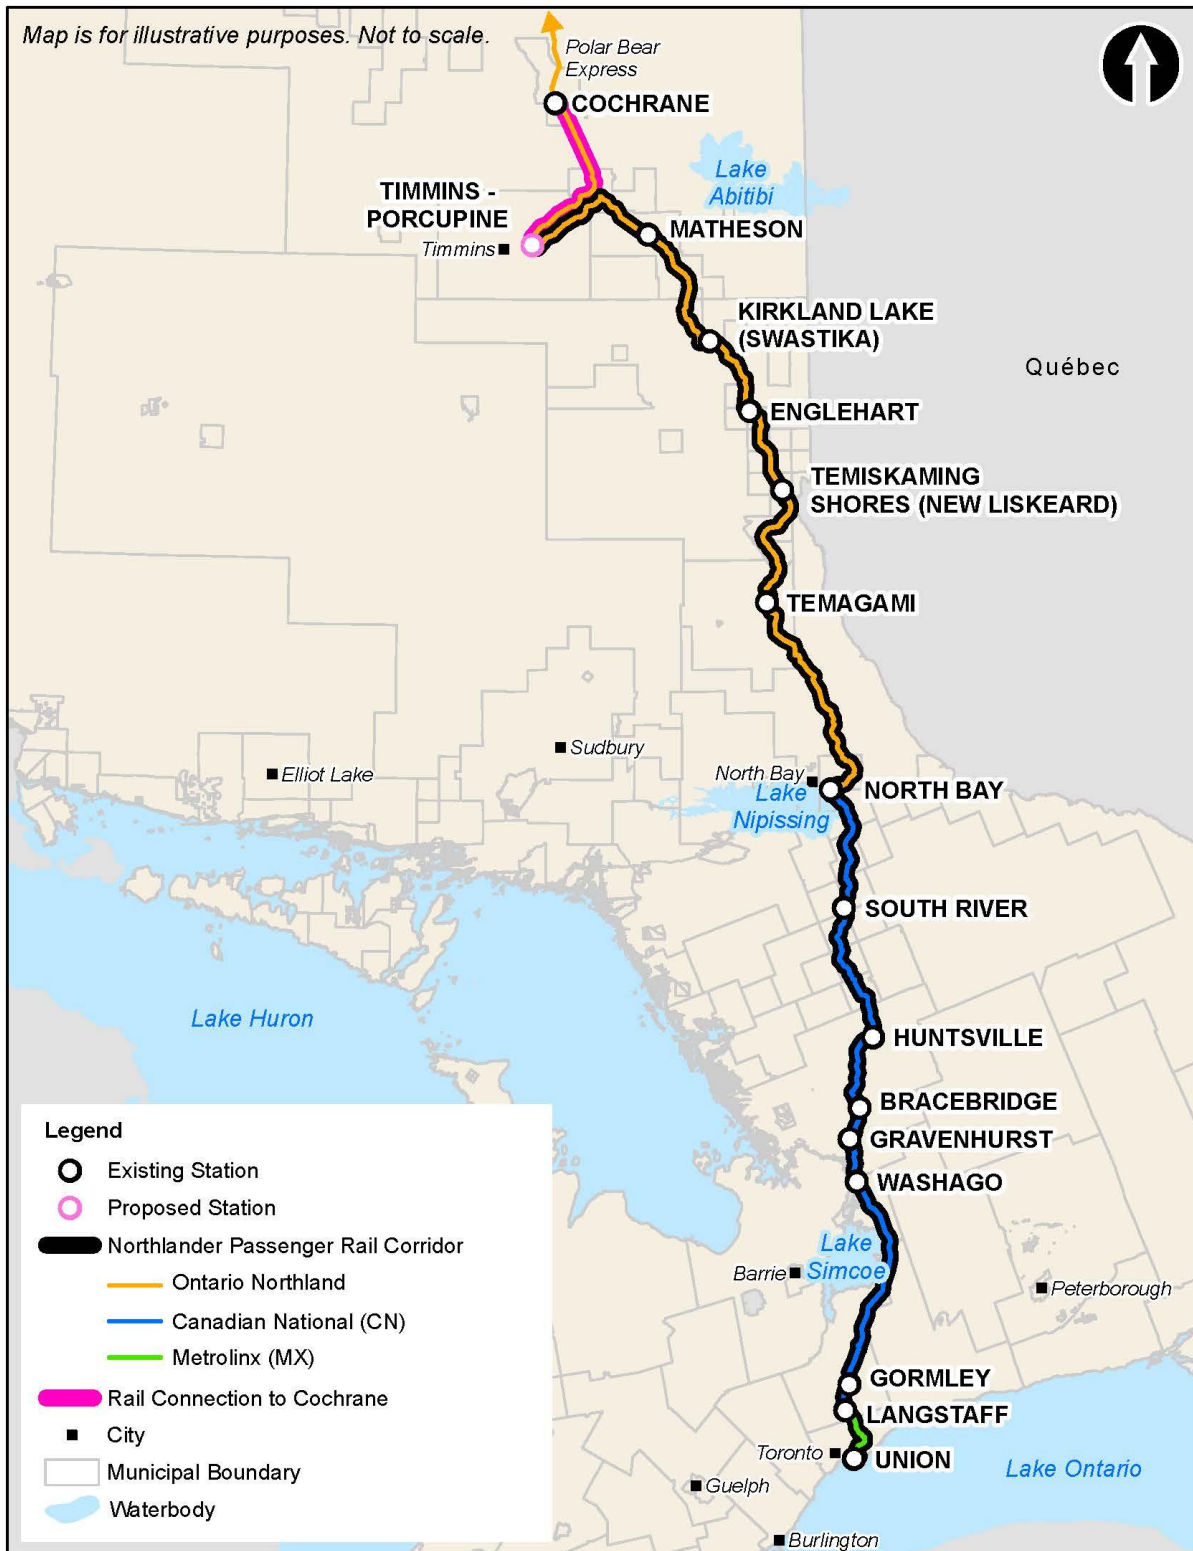 Map is for illustrative purposes. Not to scale.
Polar Bear
Express
COCHRANE
Lake
Abitibi
TIMMINS -
PORCUPINE
Timmins
MATHESON
KIRKLAND LAKE
(SWASTIKA)
Québec
ENGLEHART
TEMISKAMING
SHORES (NEW LISKEARD)
TEMAGAMI
Sudbury
Elliot Lake
North Bay
NORTH BAY
Lake
Nipissing
SOUTH RIVER
Lake Huron
HUNTSVILLE
BRACEBRIDGE
GRAVENHURST
WASHAGO
Lake
Simcoe
Barrie
Peterborough
GORMLEY
LANGSTAFF
Toronto
UNION
Lake Ontario
Guelph
Burlington
Legend
Existing Station
Proposed Station
Northlander Passenger Rail Corridor
Ontario Northland
Canadian National (CN)
Metrolinx (MX)
Rail Connection to Cochrane
City
Municipal Boundary
Waterbody